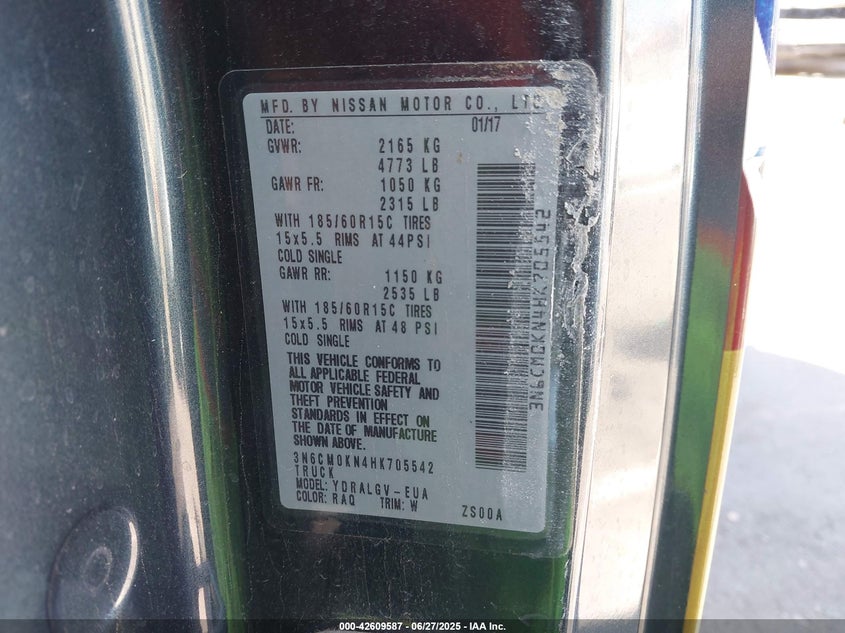 MFD. BY NISSAN MOTOR CO., LTD
DATE: 01/17
GVWR: 2165 KG
4773 LB
GAWR FR: 1050 KG
2315 LB
WITH 185/60R15C TIRES
15x5.5 RIMS AT 44PSI
COLD SINGLE
GAWR RR: 1150 KG
2535 LB
WITH 185/60R15C TIRES
15x5.5 RIMS AT 48 PSI
COLD SINGLE
THIS VEHICLE CONFORMS TO
ALL APPLICABLE FEDERAL
MOTOR VEHICLE SAFETY AND
THEFT PREVENTION
STANDARDS IN EFFECT ON
THE DATE OF MANUFACTURE
SHOWN ABOVE.
3N6CM0KN4HK705542
TRUCK
MODEL: YDRALGV-EUA
COLOR: RAQ TRIM: W ZS00A
3N6CM0KN4HK705542
000-42609587 - 06/27/2025 - IAA Inc.